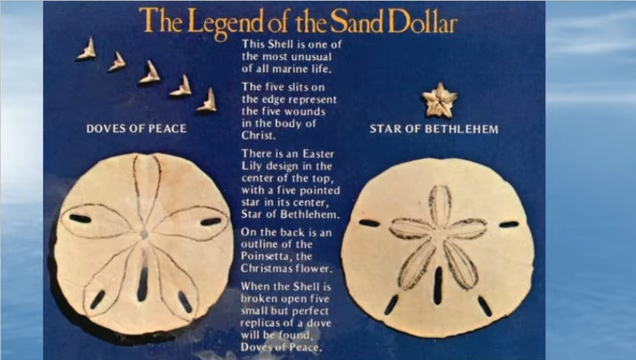 The Legend of the Sand Dollar
This Shell is one of
the most unusual
of all marine life.
The five slits on
the edge represent
the five wounds
in the body of
Christ.
There is an Easter
Lily design in the
center of the top,
with a five pointed
star in its center,
Star of Bethlehem.
On the back is an
outline of the
Poinsetta, the
Christmas flower.
When the Shell is
broken open five
small but perfect
replicas of a dove
will be found,
Doves of Peace.
DOVES OF PEACE
STAR OF BETHLEHEM